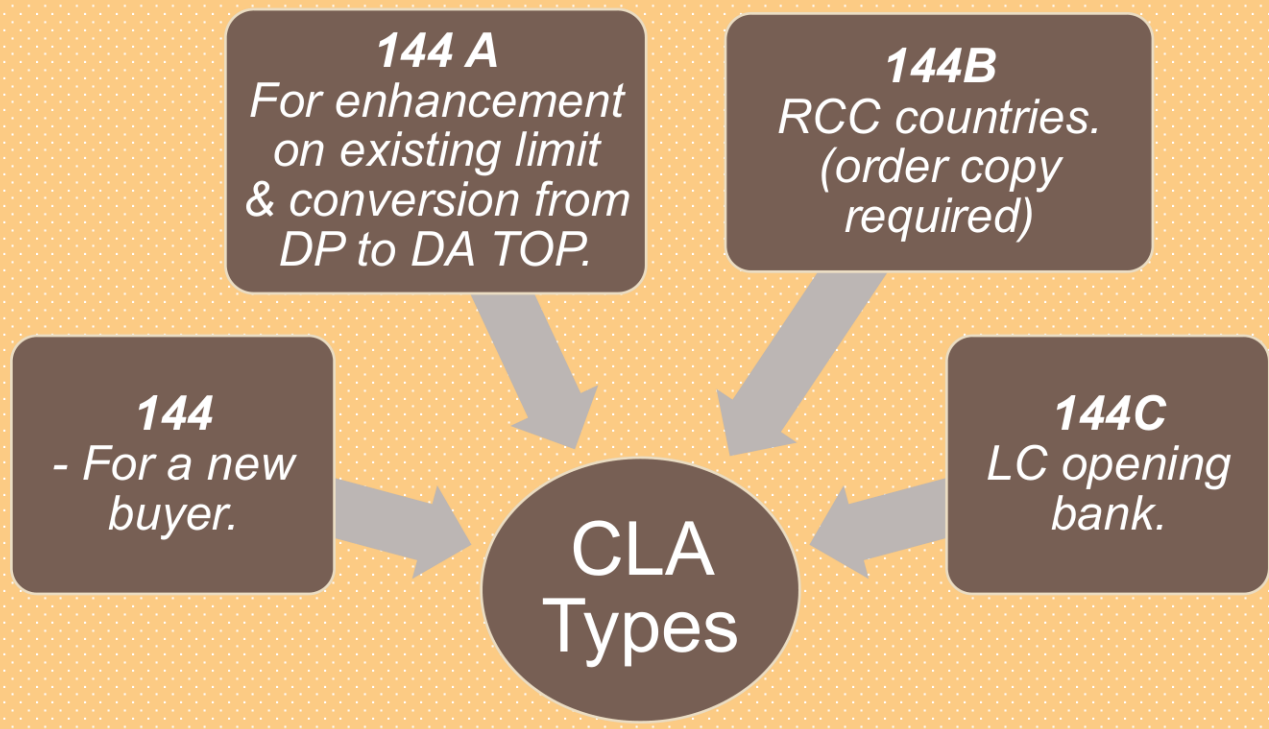 144 A
For enhancement
on existing limit
& conversion from
DP to DA TOP.
144B
RCC countries.
(order copy
required)
144
- For a new
buyer.
144C
LC opening
bank.
CLA
Types